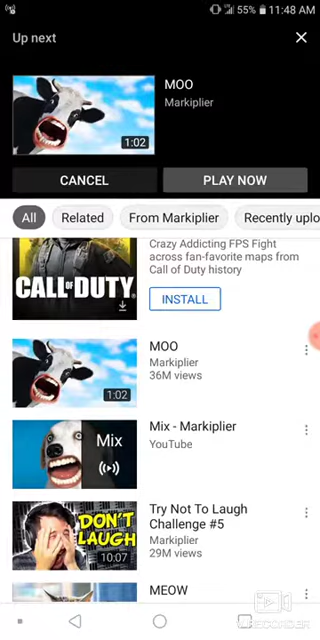 55% 11:48 AM
Up next
MOO
Markiplier
1:02
CANCEL
PLAY NOW
All
Related
From Markiplier
Recently uplo
Crazy Addicting FPS Fight
across fan-favorite maps from
Call of Duty history
CALL OF DUTY
INSTALL
MOO
Markiplier
36M views
1:02
Mix - Markiplier
YouTube
Mix
Try Not To Laugh
Challenge #5
Markiplier
29M views
DON'T
LAUGH
10:07
MEOW